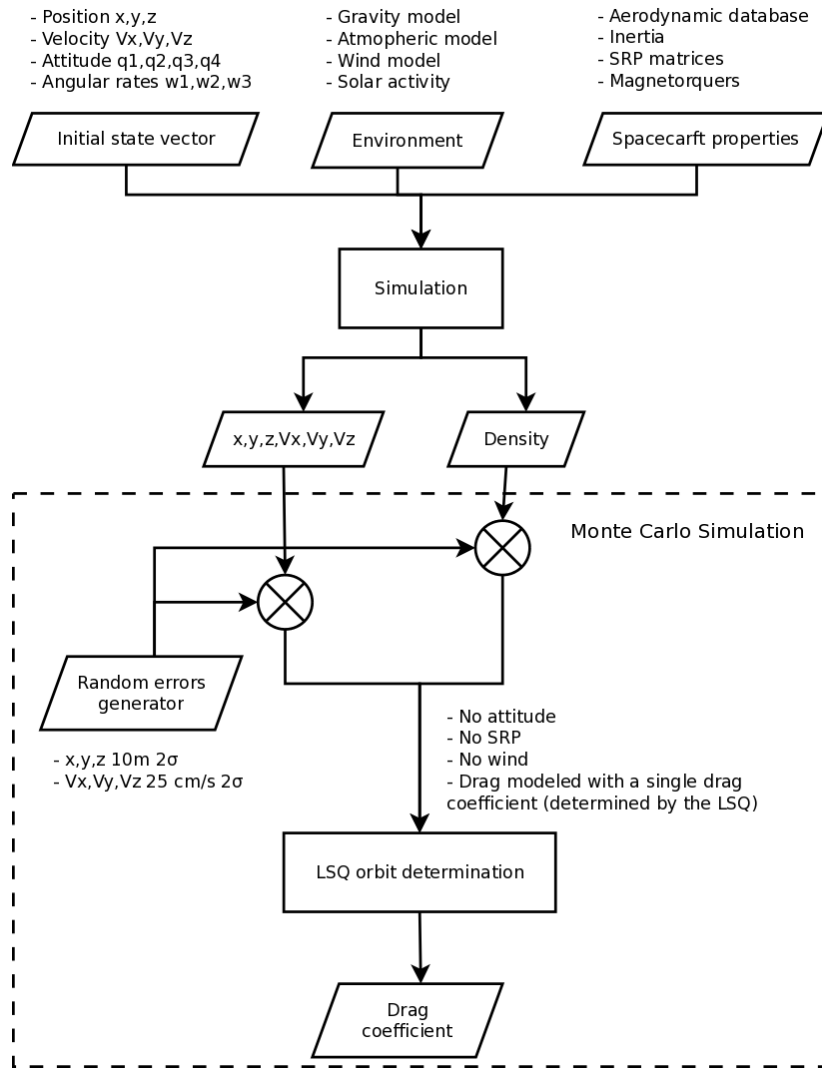 - Position x,y,z
- Velocity Vx,Vy,Vz
- Attitude q1,q2,q3,q4
- Angular rates w1,w2,w3
- Gravity model
- Atmopheric model
- Wind model
- Solar activity
- Aerodynamic database
- Inertia
- SRP matrices
- Magnetorquers
Initial state vector
Environment
Spacecarft properties
Simulation
x,y,z,Vx,Vy,Vz
Density
Monte Carlo Simulation
Random errors
generator
- x,y,z 10m 2σ
- Vx,Vy,Vz 25 cm/s 2σ
- No attitude
- No SRP
- No wind
- Drag modeled with a single drag
coefficient (determined by the LSQ)
LSQ orbit determination
Drag
coefficient